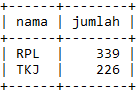 +------+--------+
| nama | jumlah |
+------+--------+
| RPL  |    339 |
| TKJ  |    226 |
+------+--------+